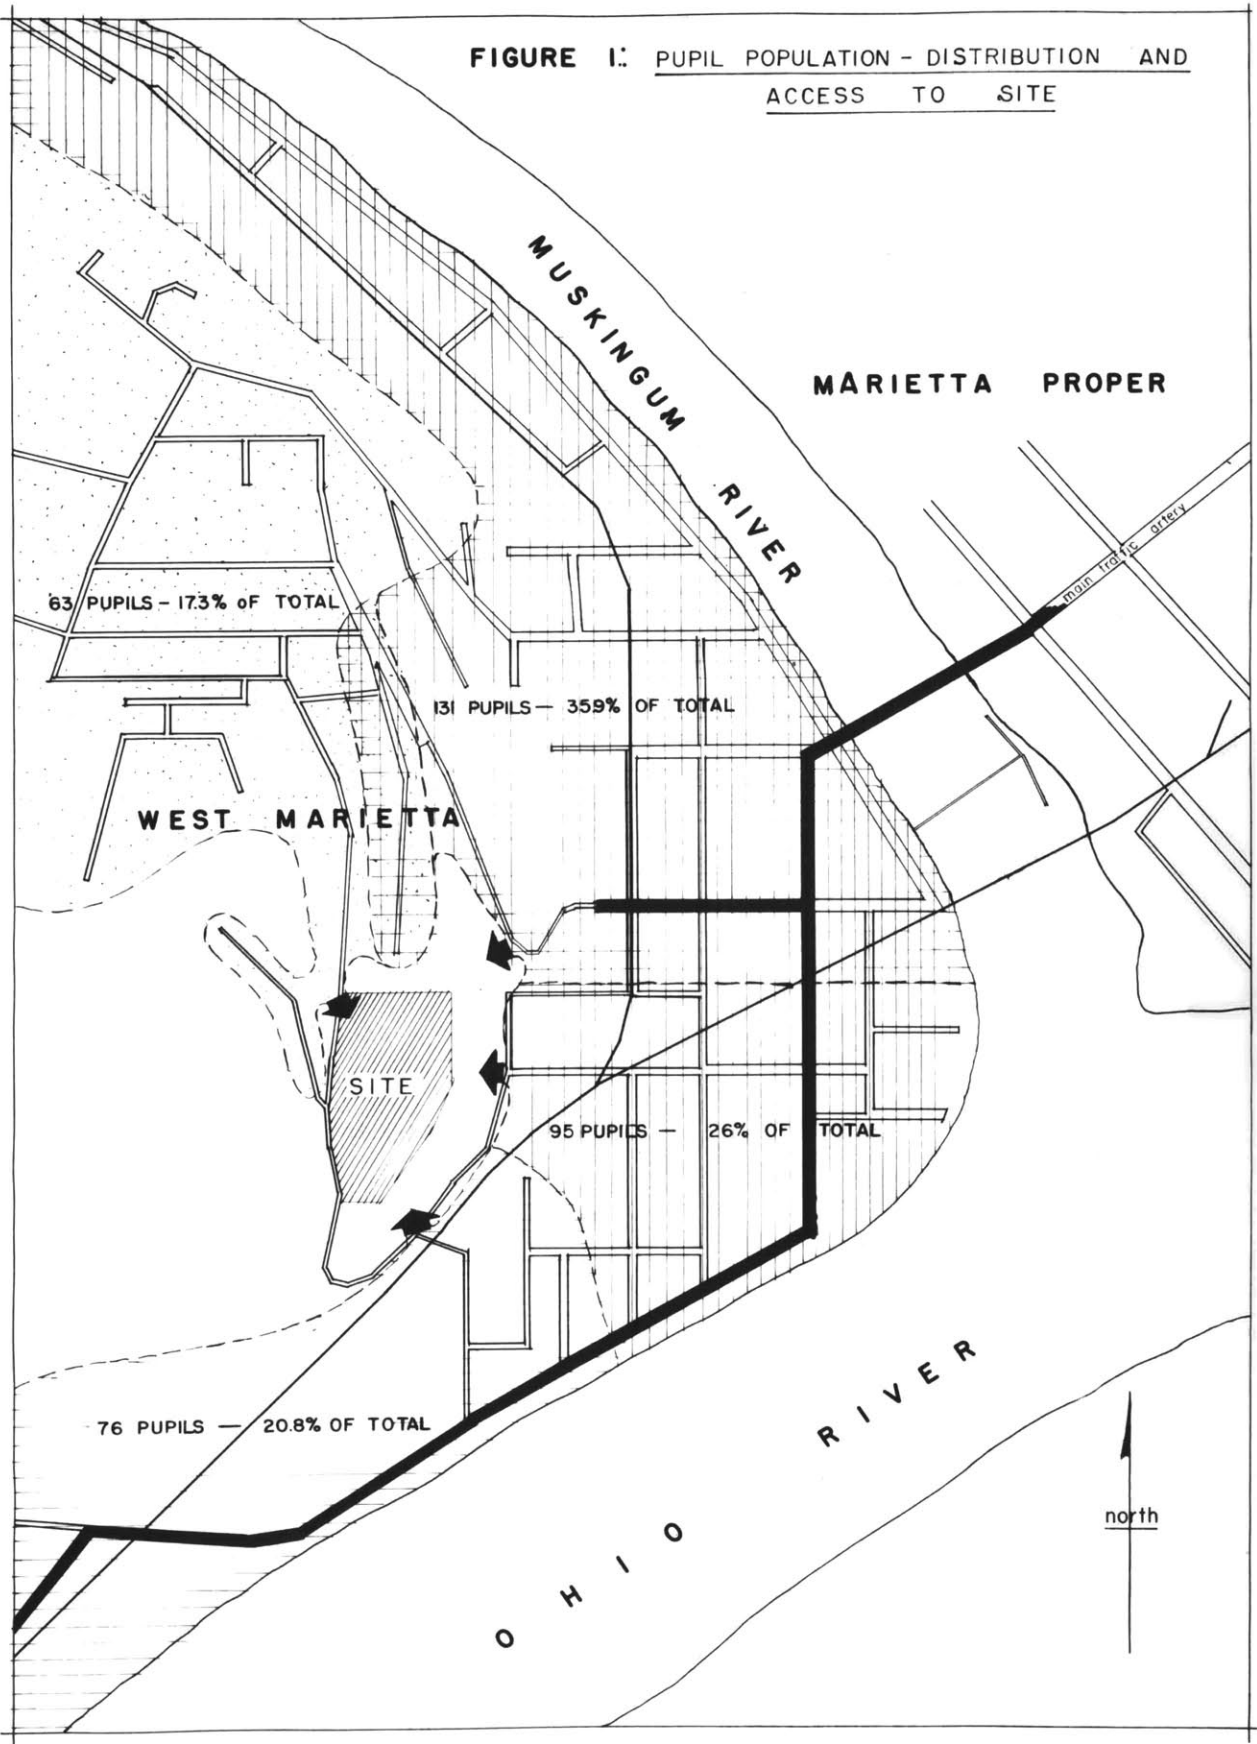 FIGURE 1: PUPIL POPULATION - DISTRIBUTION AND
ACCESS TO SITE
MUSKINGUM RIVER
MARIETTA PROPER
main traffic artery
63 PUPILS - 17.3% OF TOTAL
131 PUPILS - 35.9% OF TOTAL
WEST MARIETTA
SITE
95 PUPILS - 26% OF TOTAL
76 PUPILS - 20.8% OF TOTAL
OHIO RIVER
north